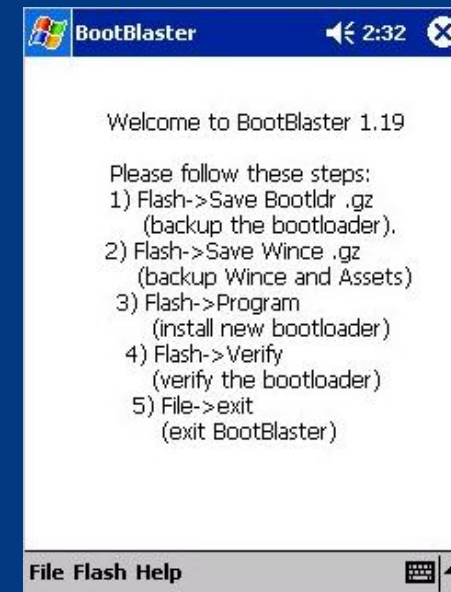 BootBlaster 2:32
Welcome to BootBlaster 1.19
Please follow these steps:
1) Flash->Save Bootldr .gz
(backup the bootloader).
2) Flash->Save Wince .gz
(backup Wince and Assets)
3) Flash->Program
(install new bootloader)
4) Flash->Verify
(verify the bootloader)
5) File->exit
(exit BootBlaster)
File Flash Help